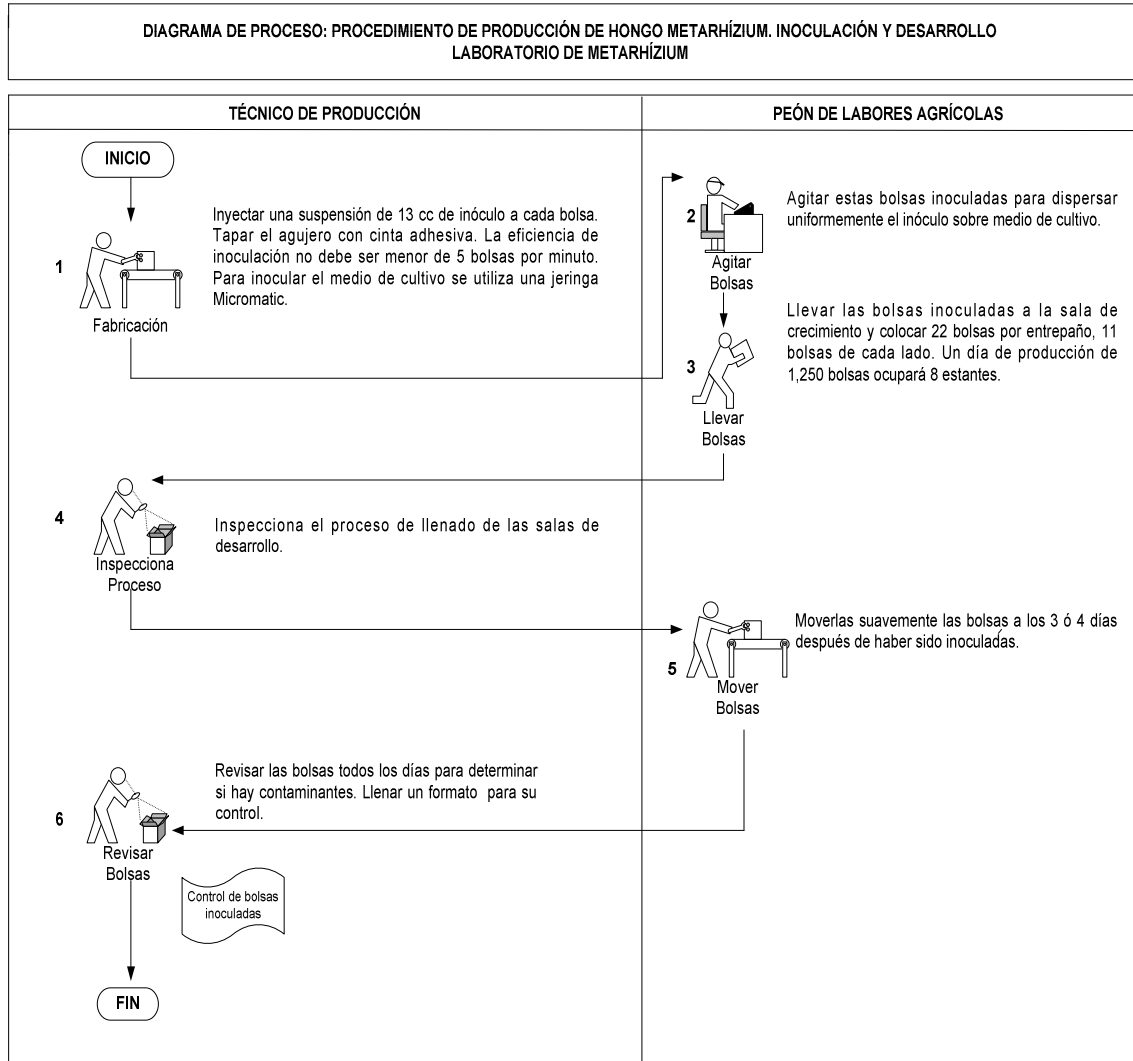 DIAGRAMA DE PROCESO: PROCEDIMIENTO DE PRODUCCIÓN DE HONGO METARHÍZIUM. INOCULACIÓN Y DESARROLLO
LABORATORIO DE METARHÍZIUM
TÉCNICO DE PRODUCCIÓN
PEÓN DE LABORES AGRÍCOLAS
INICIO
1
Fabricación
Inyectar una suspensión de 13 cc de inóculo a cada bolsa.
Tapar el agujero con cinta adhesiva. La eficiencia de
inoculación no debe ser menor de 5 bolsas por minuto.
Para inocular el medio de cultivo se utiliza una jeringa
Micromatic.
2
Agitar
Bolsas
Agitar estas bolsas inoculadas para dispersar
uniformemente el inóculo sobre medio de cultivo.
3
Llevar
Bolsas
Llevar las bolsas inoculadas a la sala de
crecimiento y colocar 22 bolsas por entrepaño, 11
bolsas de cada lado. Un día de producción de
1,250 bolsas ocupará 8 estantes.
4
Inspecciona
Proceso
Inspecciona el proceso de llenado de las salas de
desarrollo.
5
Mover
Bolsas
Moverlas suavemente las bolsas a los 3 ó 4 días
después de haber sido inoculadas.
6
Revisar
Bolsas
Revisar las bolsas todos los días para determinar
si hay contaminantes. Llenar un formato para su
control.
Control de bolsas
inoculadas
FIN